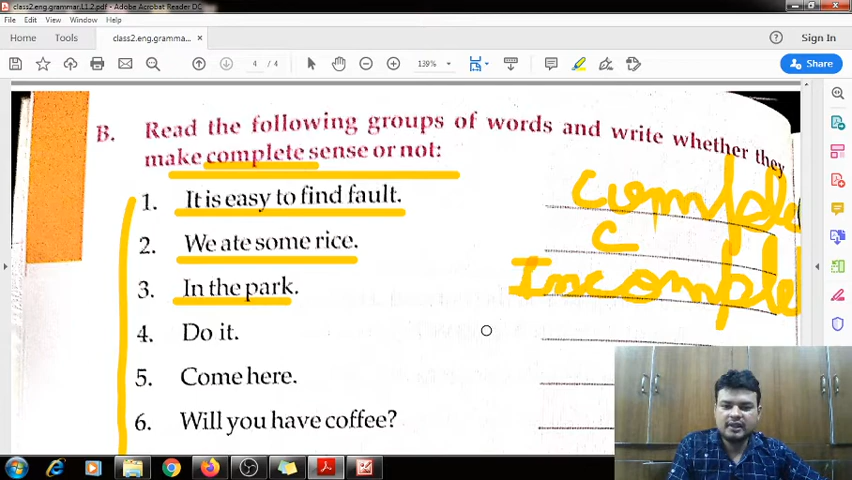 class2.eng.grammar.L1.2.pdf - Adobe Acrobat Reader DC
File Edit View Window Help
Home Tools class2.eng.gramma... × Sign In
4 / 4 139% Share
B. Read the following groups of words and write whether they
make complete sense or not:
1. It is easy to find fault. comple
2. We ate some rice. C
3. In the park. Incomple
4. Do it.
5. Come here.
6. Will you have coffee?